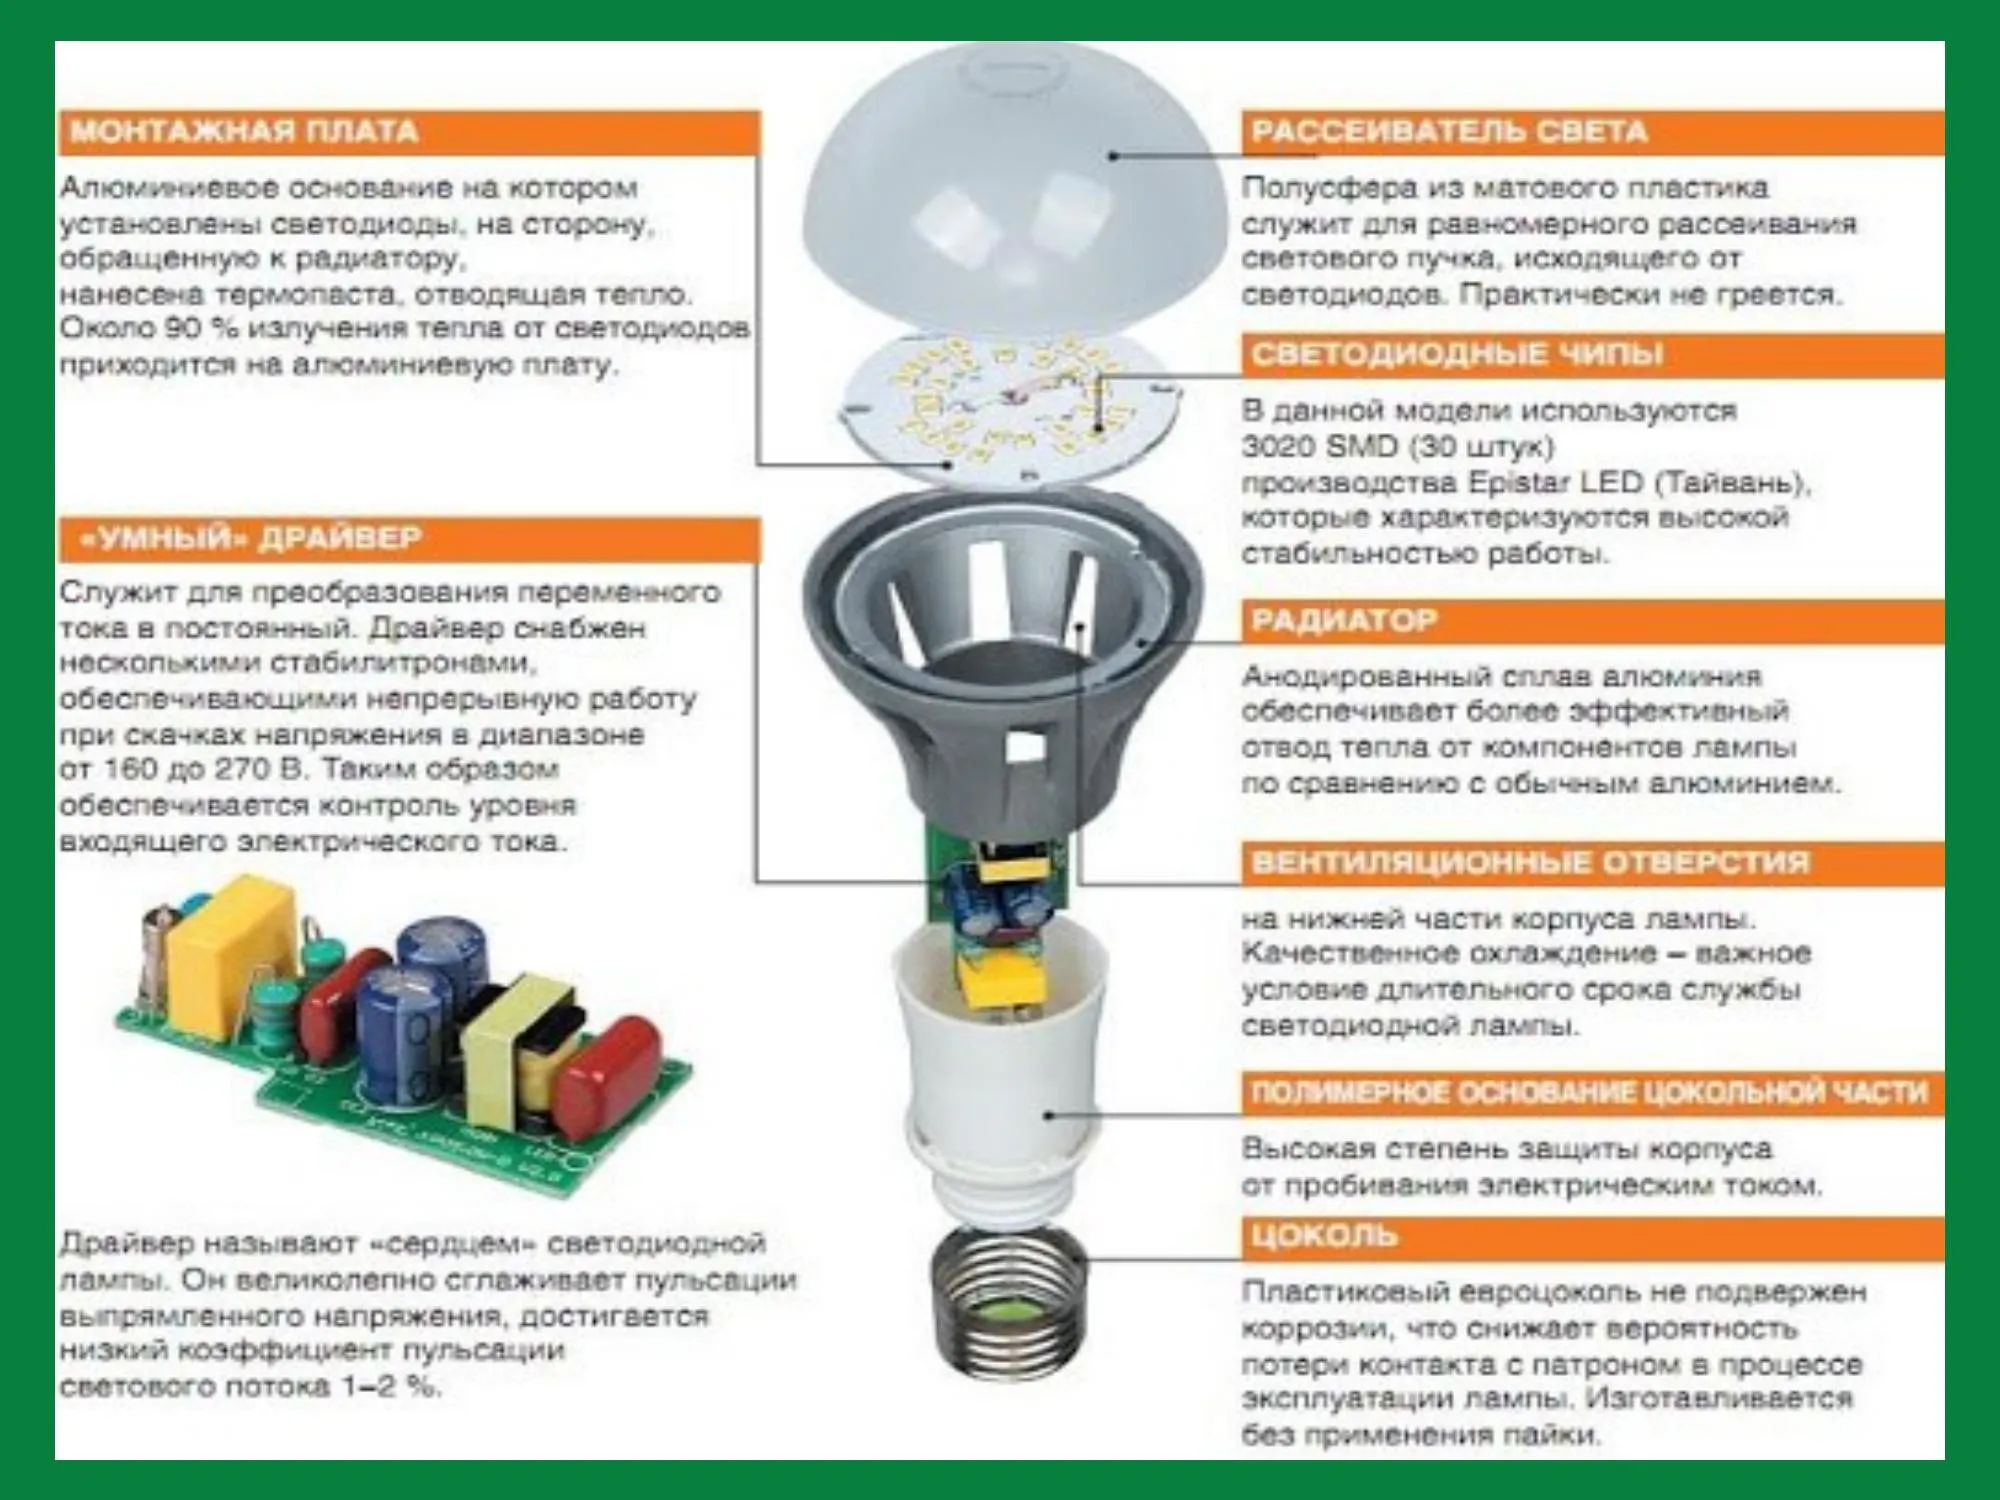 МОНТАЖНАЯ ПЛАТА
Алюминиевое основание на котором
установлены светодиоды, на сторону,
обращенную к радиатору,
нанесена термопаста, отводящая тепло.
Около 90 % излучения тепла от светодиодов
приходится на алюминиевую плату.
«УМНЫЙ» ДРАЙВЕР
Служит для преобразования переменного
тока в постоянный. Драйвер снабжен
несколькими стабилитронами,
обеспечивающими непрерывную работу
при скачках напряжения в диапазоне
от 160 до 270 В. Таким образом
обеспечивается контроль уровня
входящего электрического тока.
Драйвер называют «сердцем» светодиодной
лампы. Он великолепно сглаживает пульсации
выпрямленного напряжения, достигается
низкий коэффициент пульсации
светового потока 1–2 %.
РАССЕИВАТЕЛЬ СВЕТА
Полусфера из матового пластика
служит для равномерного рассеивания
светового пучка, исходящего от
светодиодов. Практически не греется.
СВЕТОДИОДНЫЕ ЧИПЫ
В данной модели используются
3020 SMD (30 штук)
производства Epistar LED (Тайвань),
которые характеризуются высокой
стабильностью работы.
РАДИАТОР
Анодированный сплав алюминия
обеспечивает более эффективный
отвод тепла от компонентов лампы
по сравнению с обычным алюминием.
ВЕНТИЛЯЦИОННЫЕ ОТВЕРСТИЯ
на нижней части корпуса лампы.
Качественное охлаждение – важное
условие длительного срока службы
светодиодной лампы.
ПОЛИМЕРНОЕ ОСНОВАНИЕ ЦОКОЛЬНОЙ ЧАСТИ
Высокая степень защиты корпуса
от пробивания электрическим током.
ЦОКОЛЬ
Пластиковый евроцоколь не подвержен
коррозии, что снижает вероятность
потери контакта с патроном в процессе
эксплуатации лампы. Изготавливается
без применения пайки.